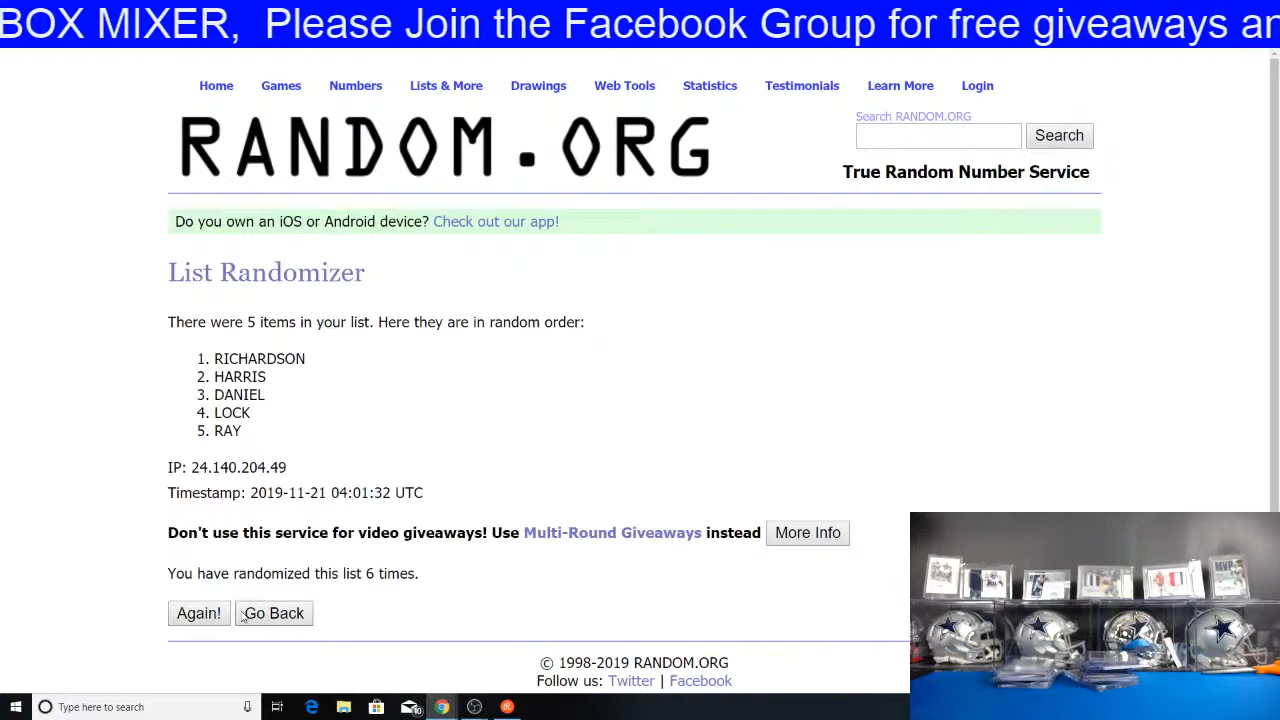 BOX MIXER, Please Join the Facebook Group for free giveaways an
Home Games Numbers Lists & More Drawings Web Tools Statistics Testimonials Learn More Login
RANDOM.ORG
Search RANDOM.ORG
Search
True Random Number Service
Do you own an iOS or Android device? Check out our app!
List Randomizer
There were 5 items in your list. Here they are in random order:
1. RICHARDSON
2. HARRIS
3. DANIEL
4. LOCK
5. RAY
IP: 24.140.204.49
Timestamp: 2019-11-21 04:01:32 UTC
Don't use this service for video giveaways! Use Multi-Round Giveaways instead More Info
You have randomized this list 6 times.
Again! Go Back
© 1998-2019 RANDOM.ORG
Follow us: Twitter | Facebook
MVP
Type here to search
10